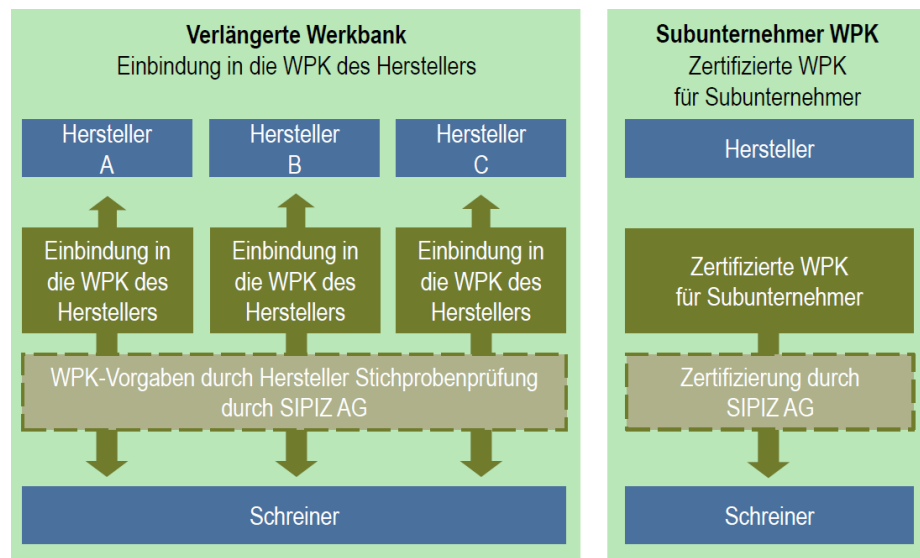 Verlängerte Werkbank
Einbindung in die WPK des Herstellers
Hersteller
A
Hersteller
B
Hersteller
C
Einbindung in
die WPK des
Herstellers
Einbindung in
die WPK des
Herstellers
Einbindung in
die WPK des
Herstellers
WPK-Vorgaben durch Hersteller Stichprobenprüfung
durch SIPIZ AG
Schreiner
Subunternehmer WPK
Zertifizierte WPK
für Subunternehmer
Hersteller
Zertifizierte WPK
für Subunternehmer
Zertifizierung durch
SIPIZ AG
Schreiner